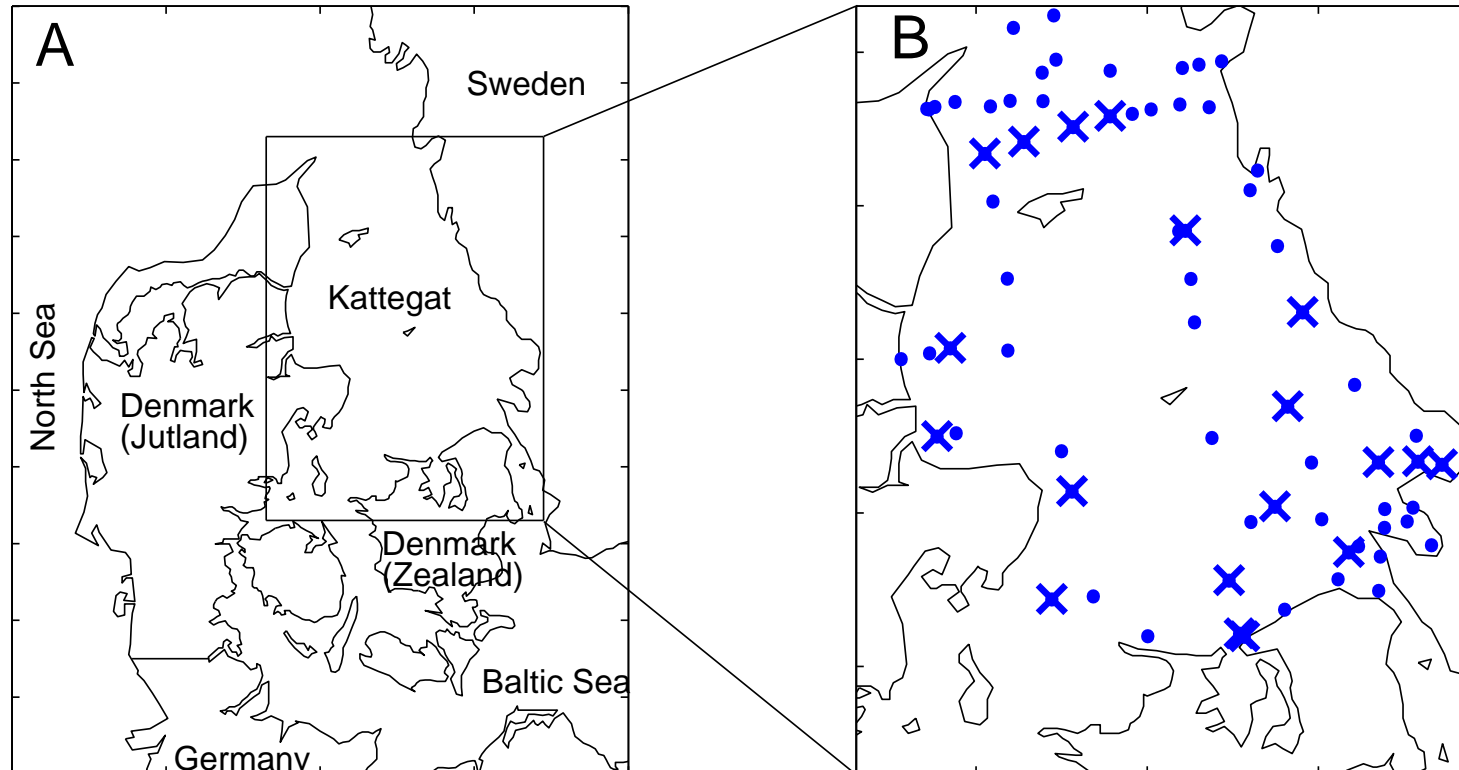 A
Sweden
Kattegat
North Sea
Denmark
(Jutland)
Denmark
(Zealand)
Baltic Sea
Germany
B